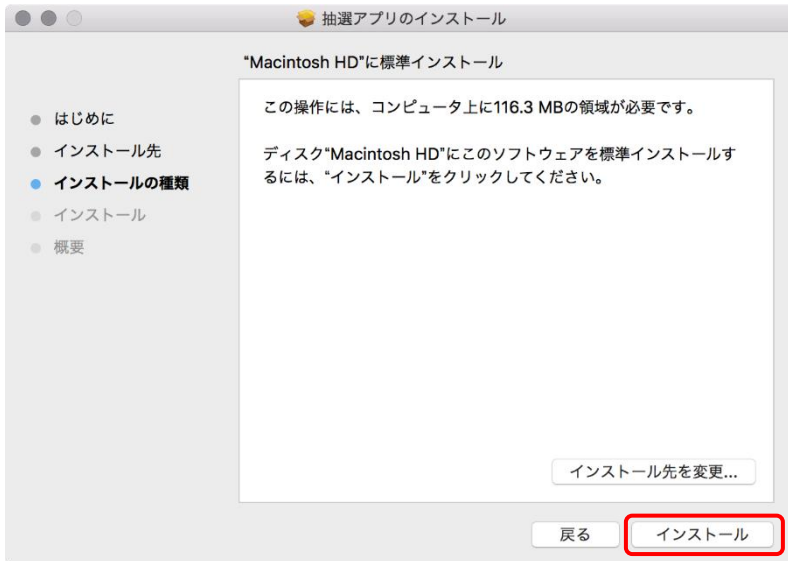 抽選アプリのインストール
“Macintosh HD”に標準インストール
はじめに
インストール先
インストールの種類
インストール
概要
この操作には、コンピュータ上に116.3 MBの領域が必要です。
ディスク“Macintosh HD”にこのソフトウェアを標準インストールす
るには、“インストール”をクリックしてください。
インストール先を変更...
戻る
インストール